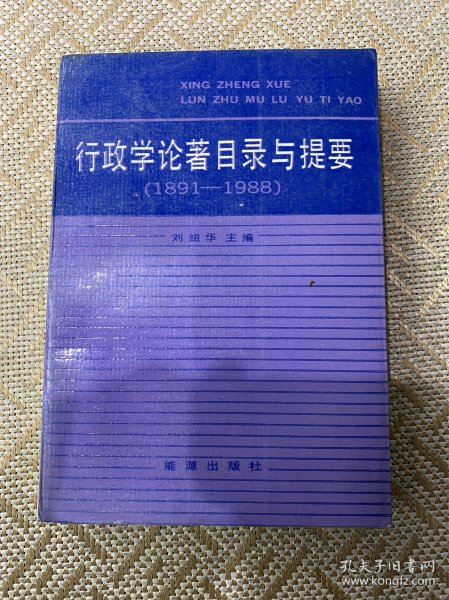 XING ZHENG XUE
LUN ZHU MU LU YU TI YAO
行政学论著目录与提要
(1891—1988)
刘绍华 主编
能源出版社
孔夫子旧书网
www.kongfz.com